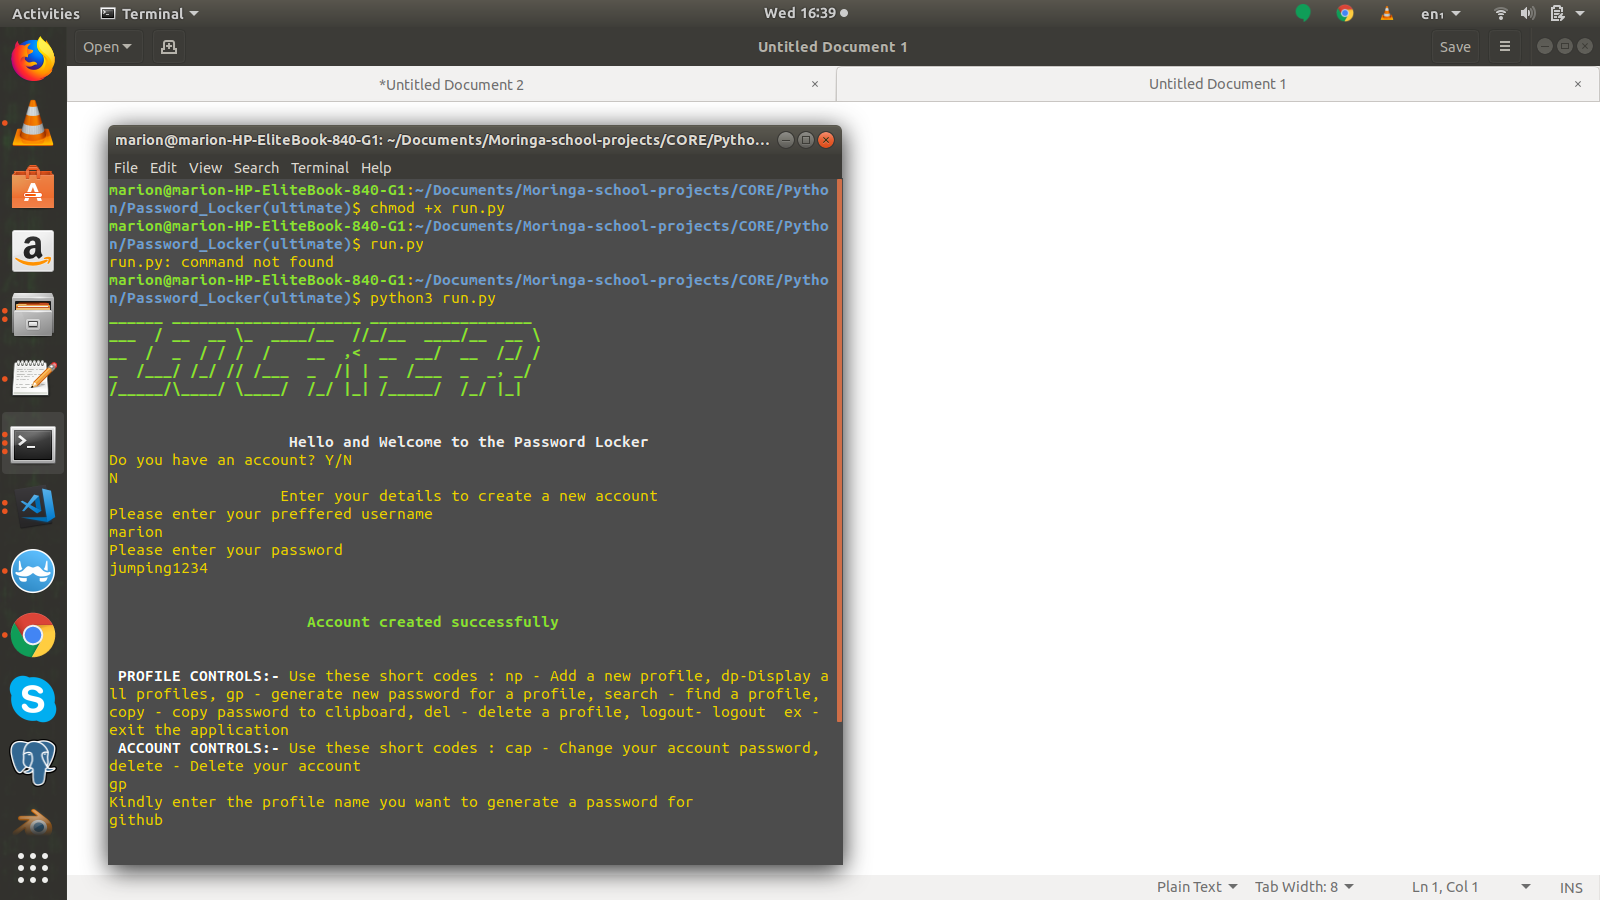 Activities Terminal Wed 16:39 en₁
Open Untitled Document 1 Save
*Untitled Document 2 × Untitled Document 1 ×
marion@marion-HP-EliteBook-840-G1: ~/Documents/Moringa-school-projects/CORE/Pytho...
File Edit View Search Terminal Help
marion@marion-HP-EliteBook-840-G1:~/Documents/Moringa-school-projects/CORE/Pytho
n/Password_Locker(ultimate)$ chmod +x run.py
marion@marion-HP-EliteBook-840-G1:~/Documents/Moringa-school-projects/CORE/Pytho
n/Password_Locker(ultimate)$ run.py
run.py: command not found
marion@marion-HP-EliteBook-840-G1:~/Documents/Moringa-school-projects/CORE/Pytho
n/Password_Locker(ultimate)$ python3 run.py
LOCKER
Hello and Welcome to the Password Locker
Do you have an account? Y/N
N
Enter your details to create a new account
Please enter your preffered username
marion
Please enter your password
jumping1234
Account created successfully
PROFILE CONTROLS:- Use these short codes : np - Add a new profile, dp-Display a
ll profiles, gp - generate new password for a profile, search - find a profile,
copy - copy password to clipboard, del - delete a profile, logout- logout  ex -
exit the application
ACCOUNT CONTROLS:- Use these short codes : cap - Change your account password,
delete - Delete your account
gp
Kindly enter the profile name you want to generate a password for
github
Plain Text Tab Width: 8 Ln 1, Col 1 INS